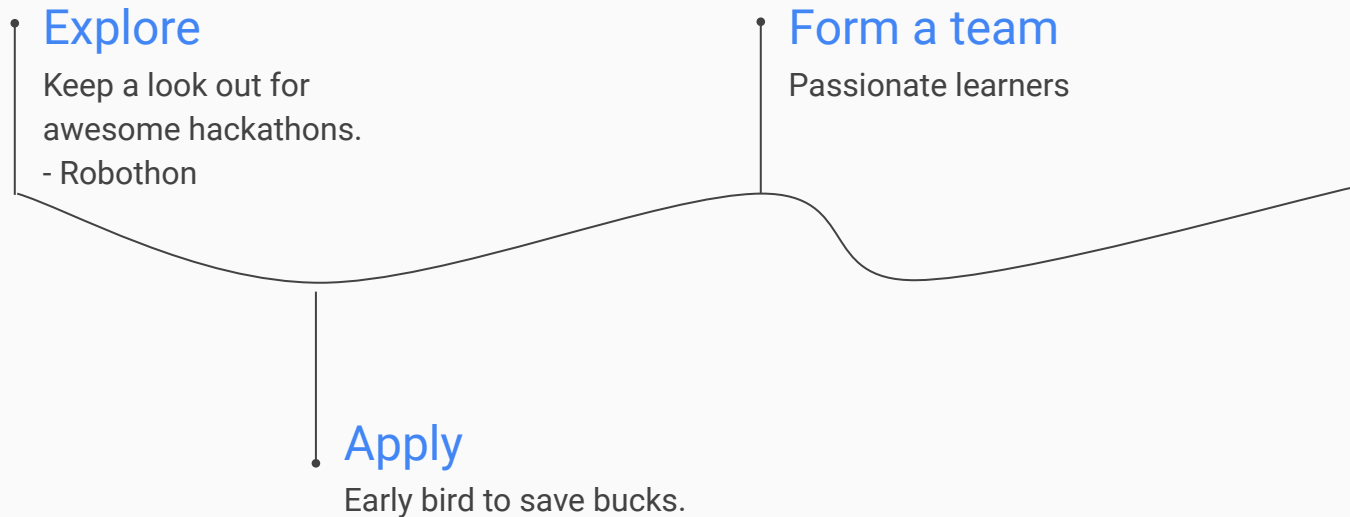 Explore
Keep a look out for
awesome hackathons.
- Robothon
Apply
Early bird to save bucks.
Form a team
Passionate learners